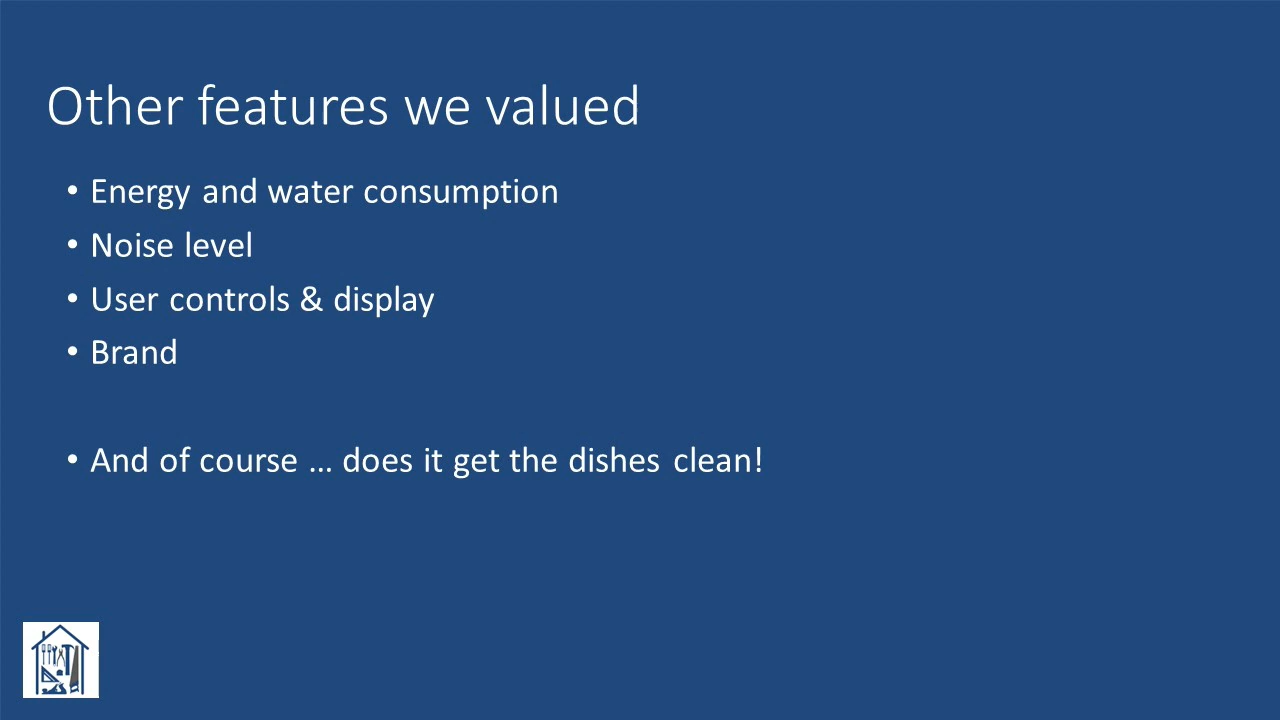 Other features we valued
• Energy and water consumption
• Noise level
• User controls & display
• Brand
• And of course ... does it get the dishes clean!